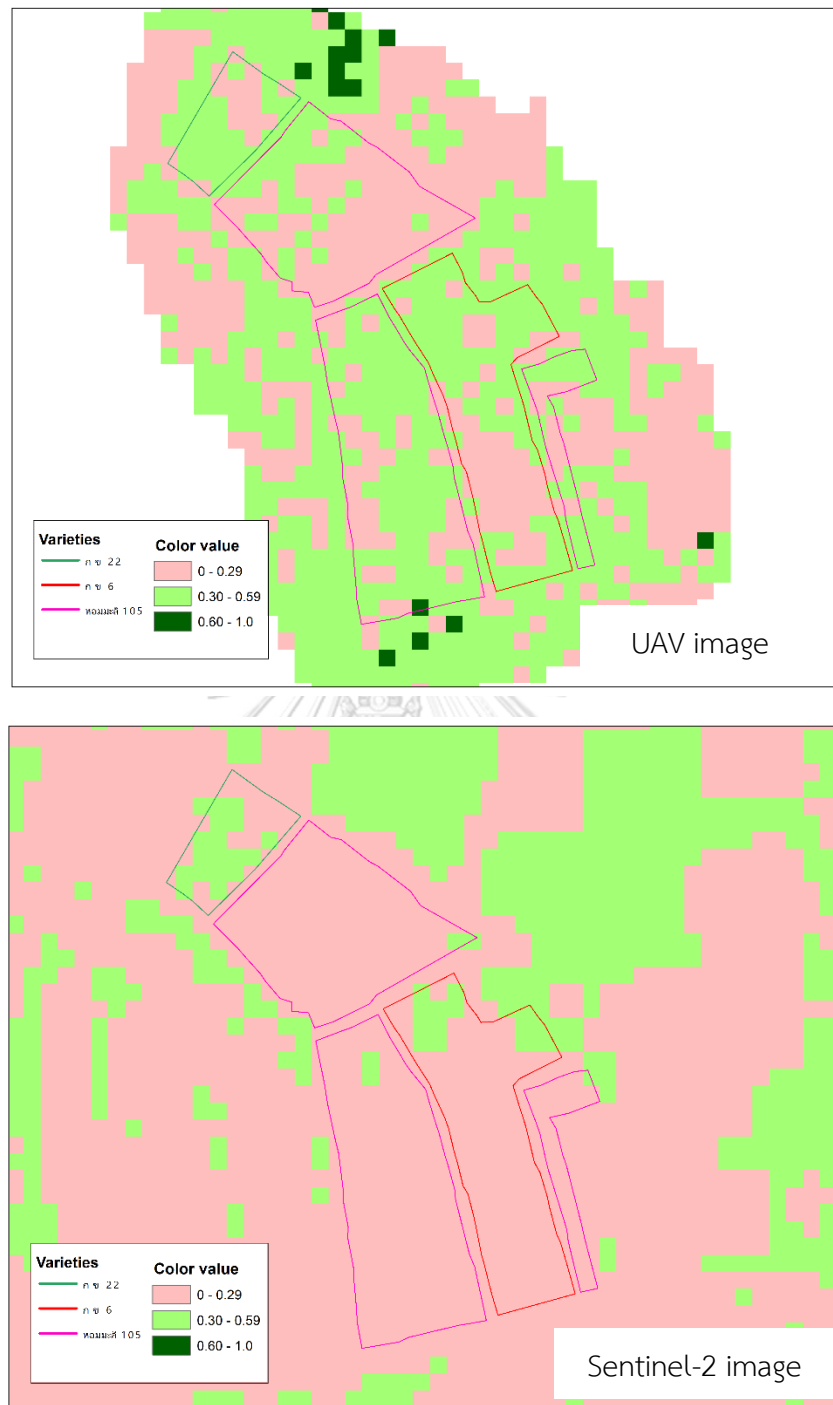 Varieties
ก ข 22
ก ข 6
หอมมะลิ 105
Color value
0 - 0.29
0.30 - 0.59
0.60 - 1.0
UAV image
Varieties
ก ข 22
ก ข 6
หอมมะลิ 105
Color value
0 - 0.29
0.30 - 0.59
0.60 - 1.0
Sentinel-2 image